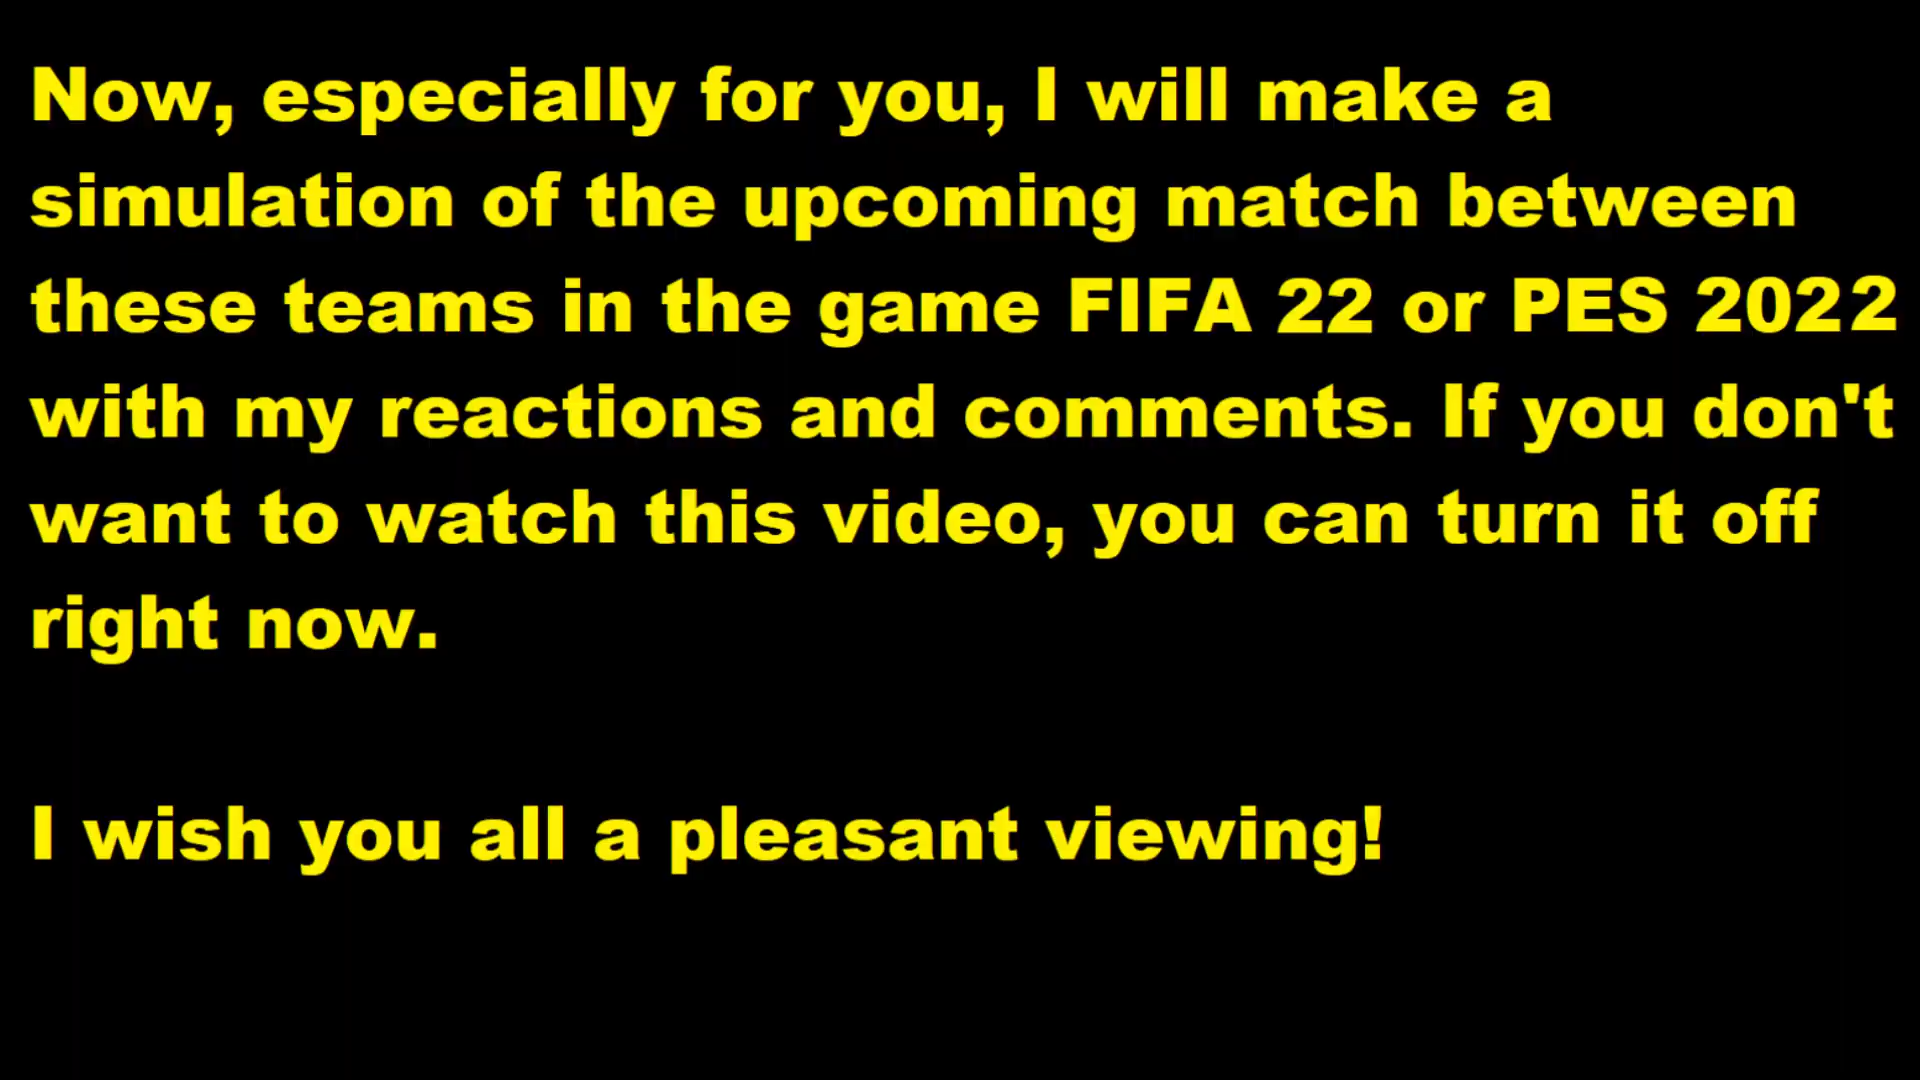 Now, especially for you, I will make a
simulation of the upcoming match between
these teams in the game FIFA 22 or PES 2022
with my reactions and comments. If you don't
want to watch this video, you can turn it off
right now.
I wish you all a pleasant viewing!